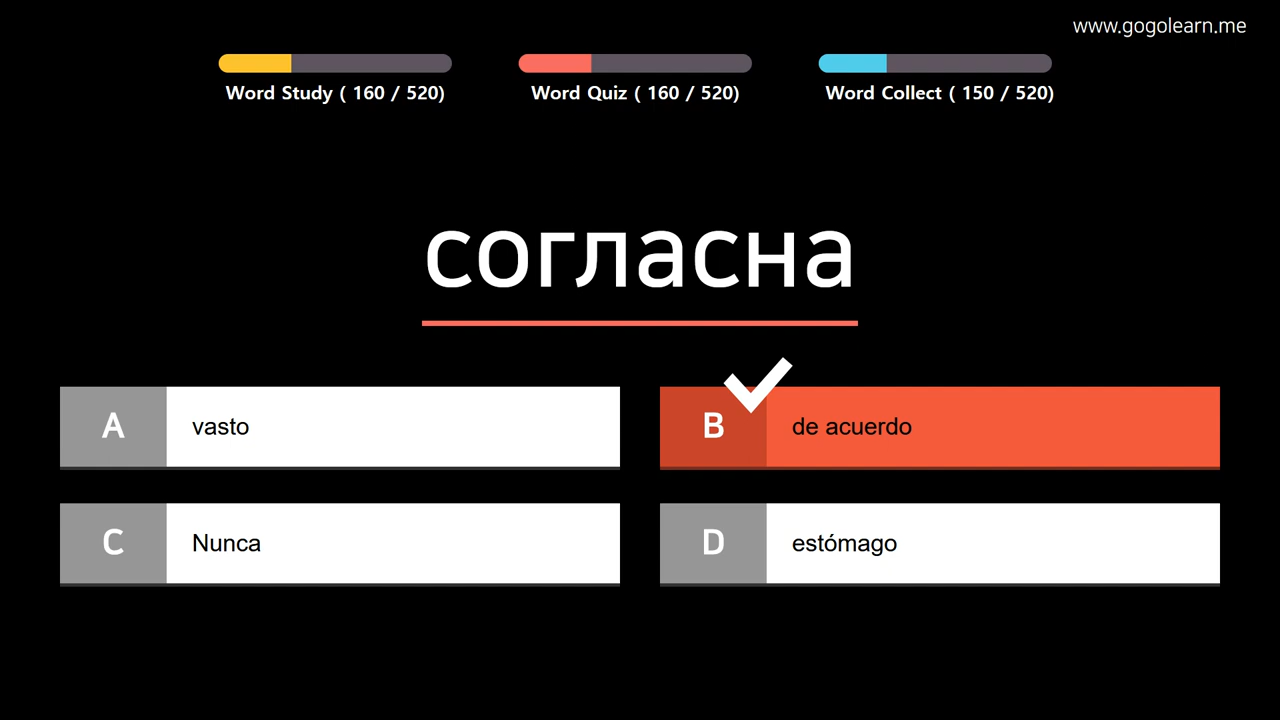 www.gogolearn.me
Word Study ( 160 / 520)
Word Quiz ( 160 / 520)
Word Collect ( 150 / 520)
согласна
A vasto
B de acuerdo
C Nunca
D estómago